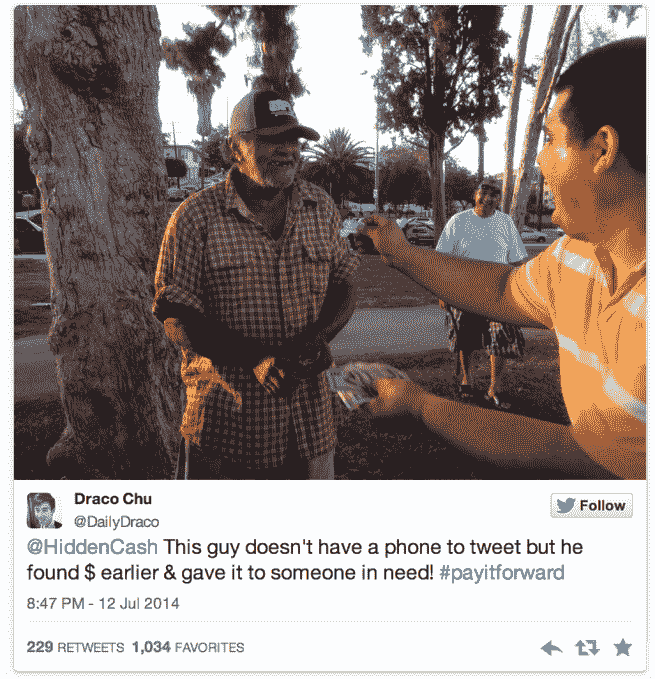 Draco Chu
@DailyDraco
Follow
@HiddenCash This guy doesn't have a phone to tweet but he
found $ earlier & gave it to someone in need! #payitforward
8:47 PM - 12 Jul 2014
229 RETWEETS 1,034 FAVORITES